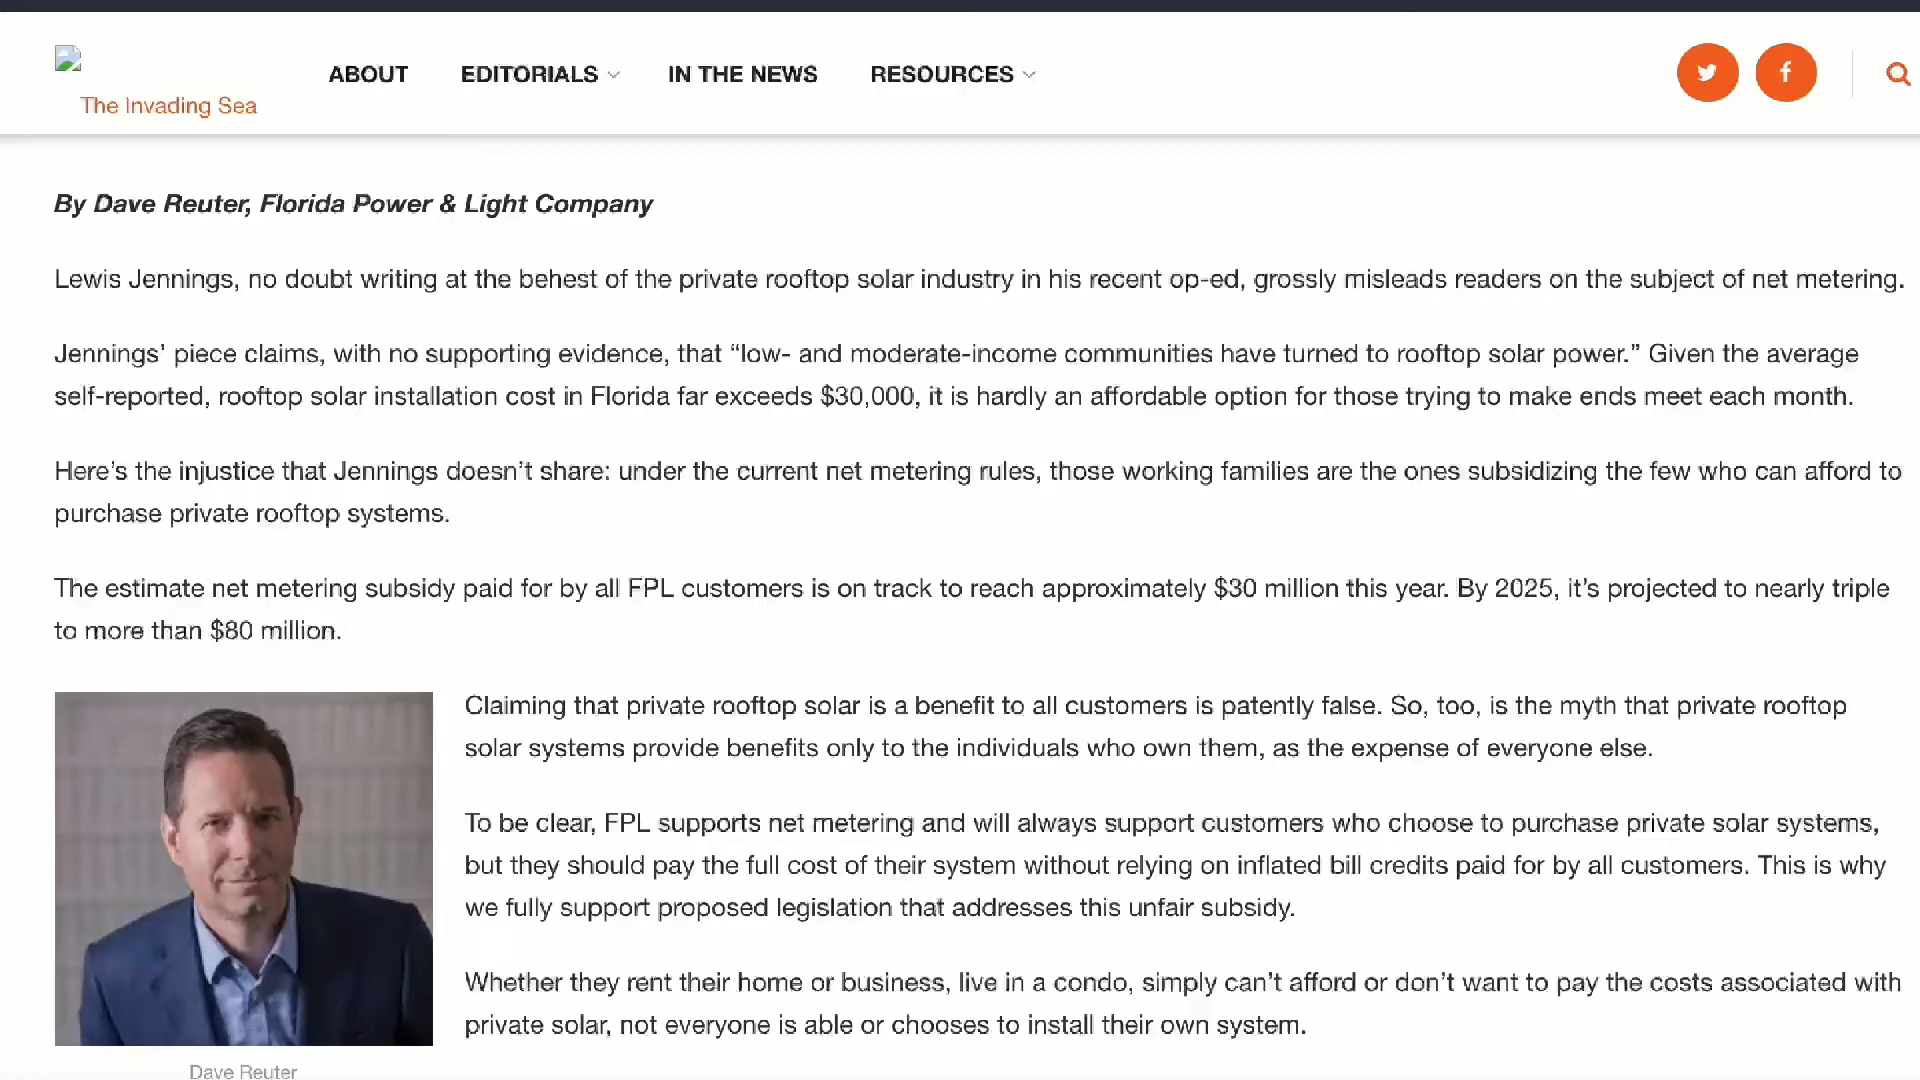 The Invading Sea
ABOUT
EDITORIALS
IN THE NEWS
RESOURCES
By Dave Reuter, Florida Power & Light Company
Lewis Jennings, no doubt writing at the behest of the private rooftop solar industry in his recent op-ed, grossly misleads readers on the subject of net metering.
Jennings’ piece claims, with no supporting evidence, that “low- and moderate-income communities have turned to rooftop solar power.” Given the average
self-reported, rooftop solar installation cost in Florida far exceeds $30,000, it is hardly an affordable option for those trying to make ends meet each month.
Here’s the injustice that Jennings doesn’t share: under the current net metering rules, those working families are the ones subsidizing the few who can afford to
purchase private rooftop systems.
The estimate net metering subsidy paid for by all FPL customers is on track to reach approximately $30 million this year. By 2025, it’s projected to nearly triple
to more than $80 million.
Claiming that private rooftop solar is a benefit to all customers is patently false. So, too, is the myth that private rooftop
solar systems provide benefits only to the individuals who own them, as the expense of everyone else.
To be clear, FPL supports net metering and will always support customers who choose to purchase private solar systems,
but they should pay the full cost of their system without relying on inflated bill credits paid for by all customers. This is why
we fully support proposed legislation that addresses this unfair subsidy.
Whether they rent their home or business, live in a condo, simply can’t afford or don’t want to pay the costs associated with
private solar, not everyone is able or chooses to install their own system.
Dave Reuter